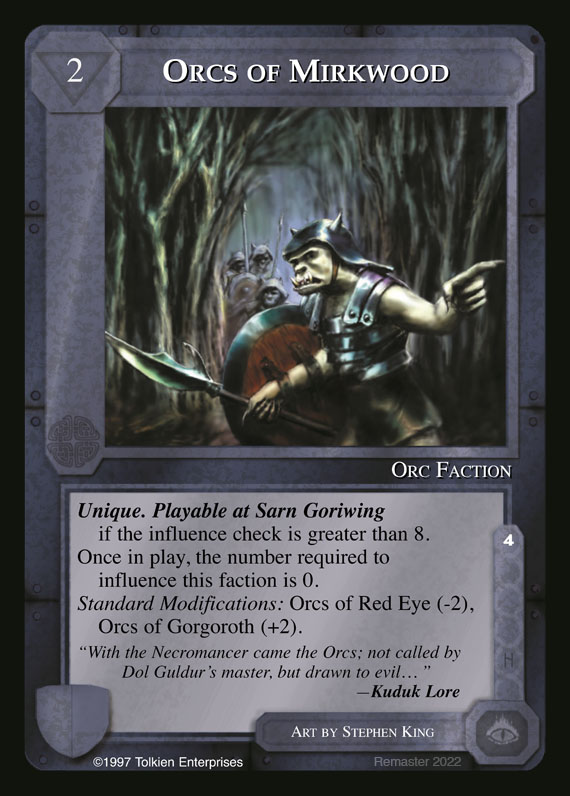 2
ORCS OF MIRKWOOD
ORC FACTION
Unique. Playable at Sarn Goriwing
if the influence check is greater than 8.
Once in play, the number required to
influence this faction is 0.
Standard Modifications: Orcs of Red Eye (-2),
Orcs of Gorgoroth (+2).
“With the Necromancer came the Orcs; not called by
Dol Guldur’s master, but drawn to evil…”
—Kuduk Lore
4
H
ART BY STEPHEN KING
©1997 Tolkien Enterprises
Remaster 2022